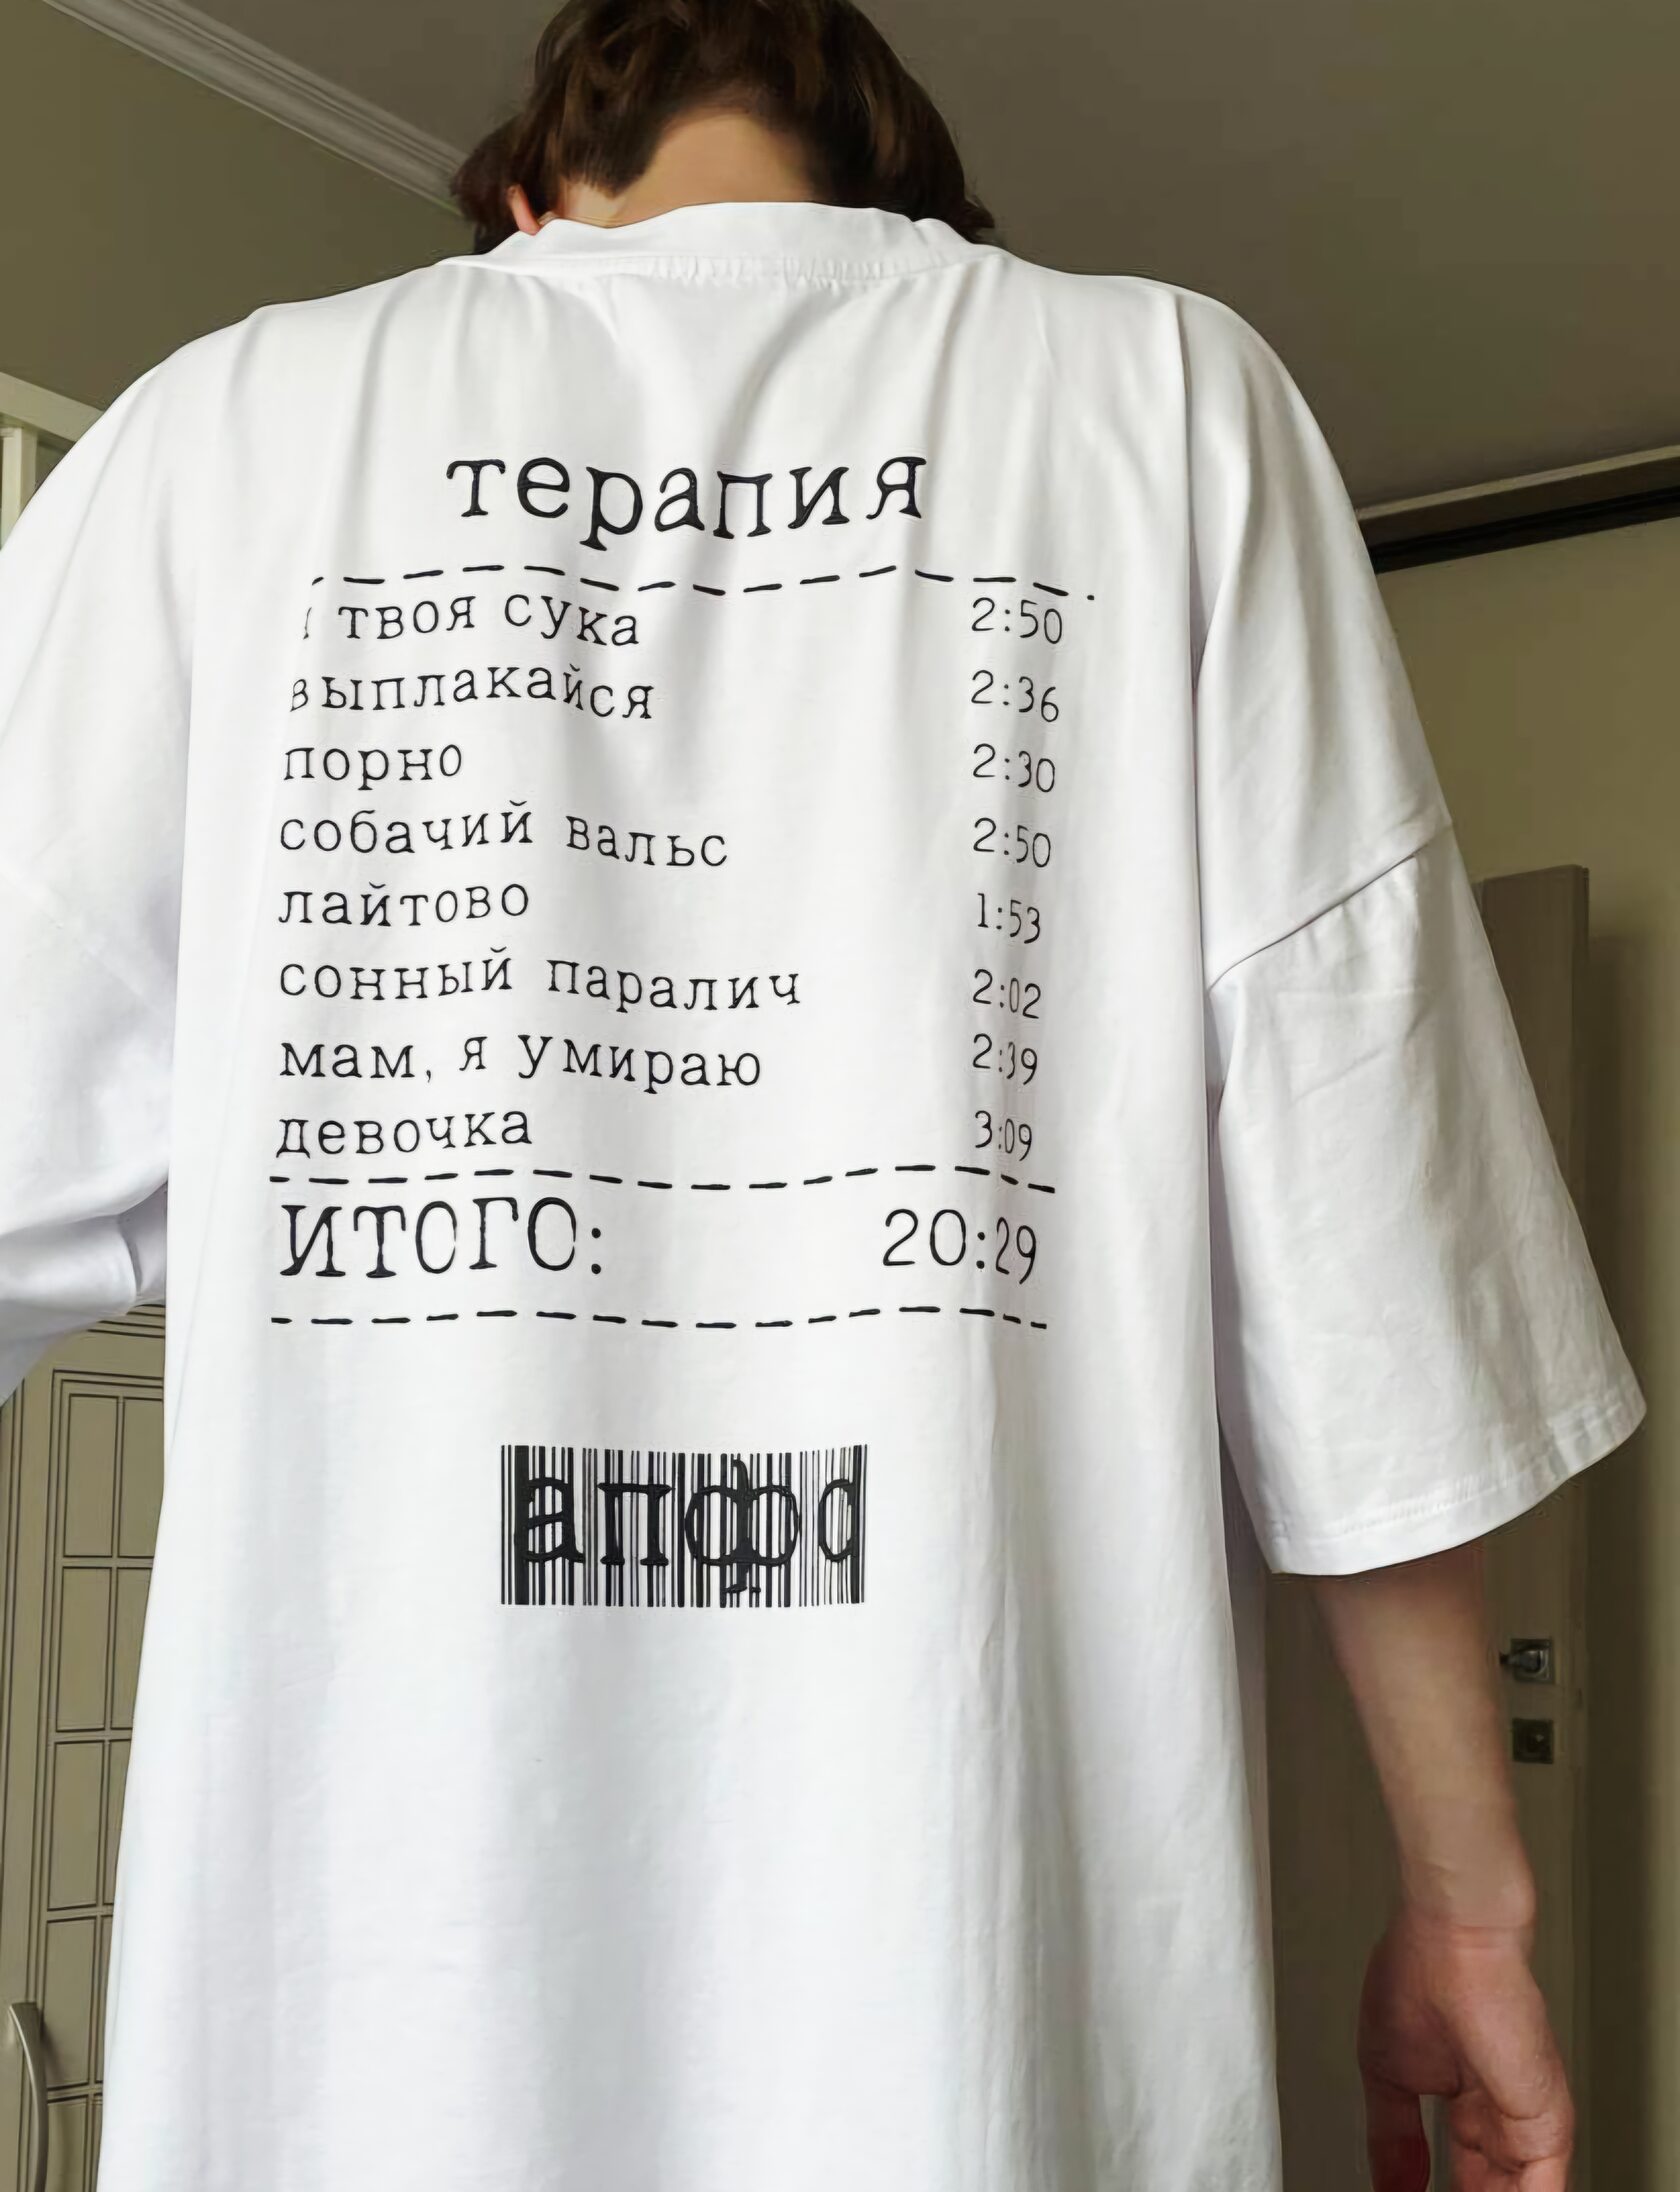 терапия
твоя сука 2:50
выплакайся 2:36
порно 2:30
собачий вальс 2:50
лайтово 1:53
сонный паралич 2:02
мам, я умираю 2:39
девочка 3:09
ИТОГО: 20:29